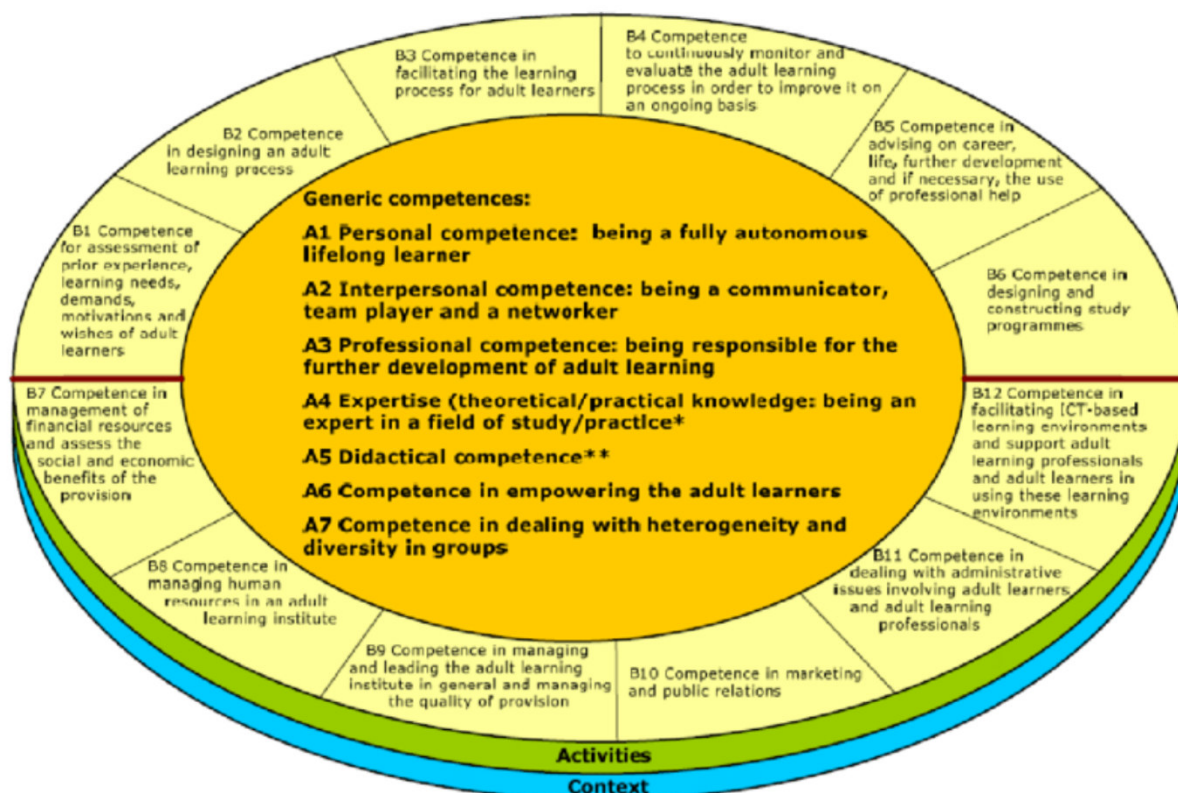 B3 Competence in
facilitating the learning
process for adult learners
B4 Competence
to continuously monitor and
evaluate the adult learning
process in order to improve it on
an ongoing basis
B2 Competence
in designing an adult
learning process
B5 Competence in
advising on career,
life, further development
and if necessary, the use
of professional help
B1 Competence
for assessment of
prior experience,
learning needs,
demands,
motivations and
wishes of adult
learners
B6 Competence in
designing and
constructing study
programmes
Generic competences:
A1 Personal competence: being a fully autonomous
lifelong learner
A2 Interpersonal competence: being a communicator,
team player and a networker
A3 Professional competence: being responsible for the
further development of adult learning
A4 Expertise (theoretical/practical knowledge: being an
expert in a field of study/practice*
A5 Didactical competence**
A6 Competence in empowering the adult learners
A7 Competence in dealing with heterogeneity and
diversity in groups
B7 Competence in
management of
financial resources
and assess the
social and economic
benefits of the
provision
B12 Competence in
facilitating ICT-based
learning environments
and support adult
learning professionals
and adult learners in
using these learning
environments
B8 Competence in
managing human
resources in an adult
learning institute
B11 Competence in
dealing with administrative
issues involving adult learners
and adult learning
professionals
B9 Competence in managing
and leading the adult learning
institute in general and managing
the quality of provision
B10 Competence in marketing
and public relations
Activities
Context